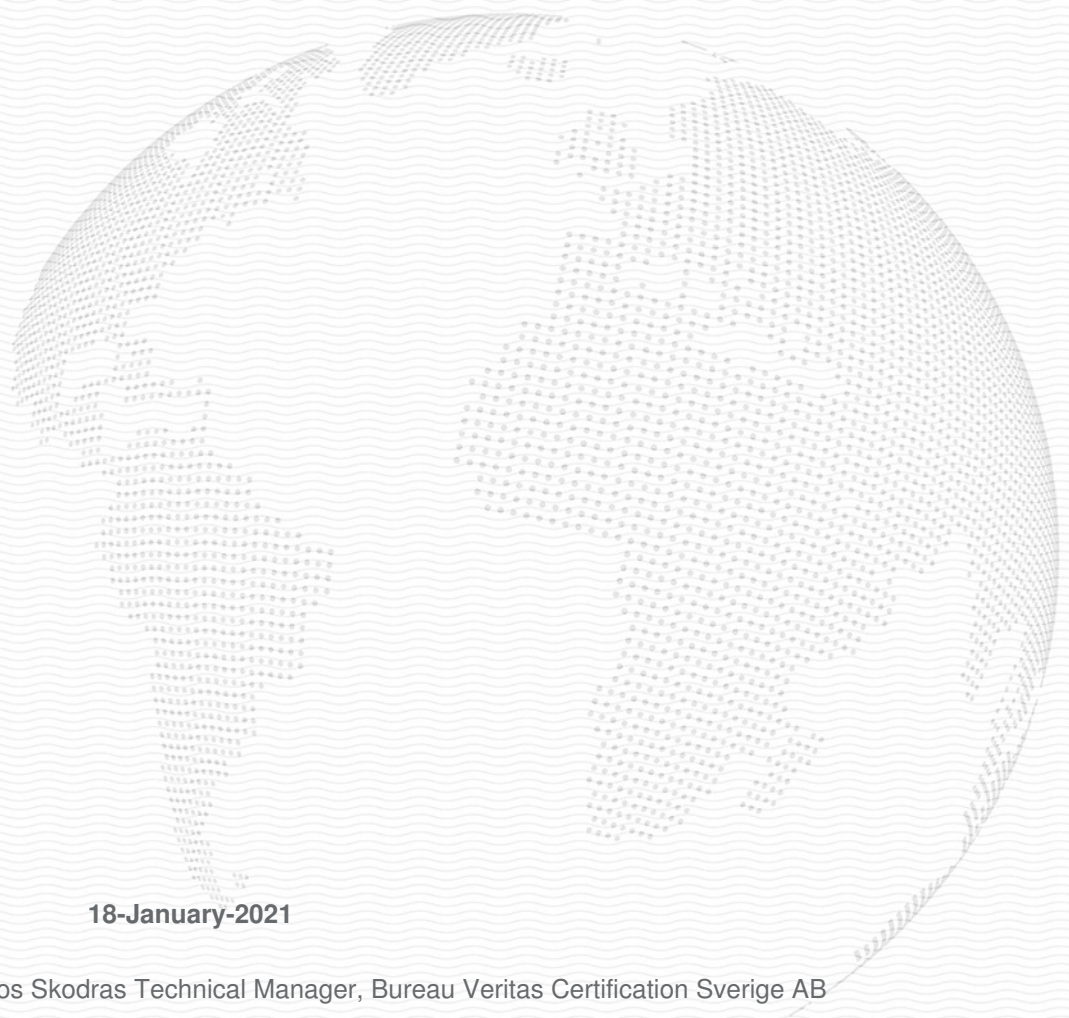 18-January-2021
os Skodras Technical Manager, Bureau Veritas Certification Sverige AB